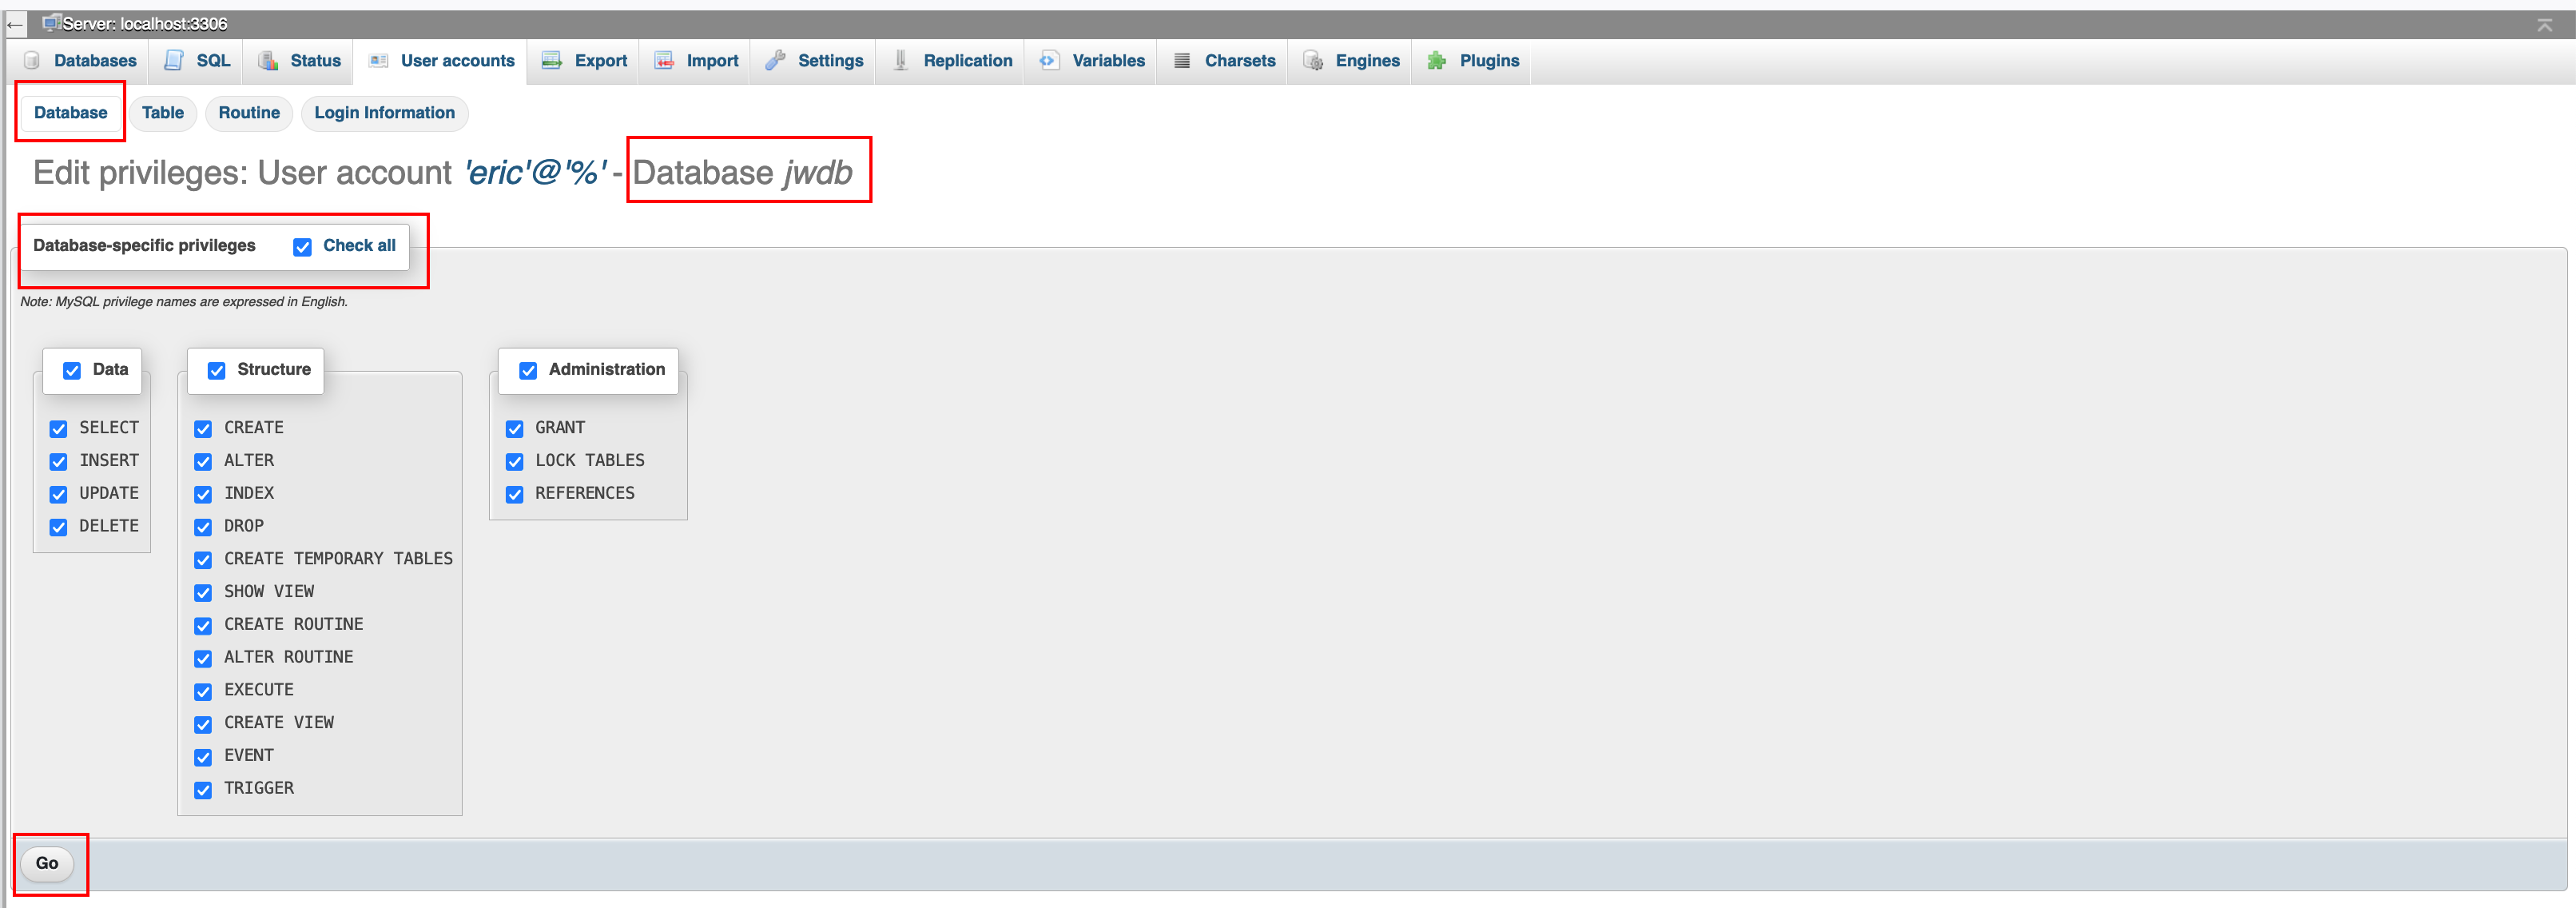 Server: localhost:3306
Databases SQL Status User accounts Export Import Settings Replication Variables Charsets Engines Plugins
Database Table Routine Login Information
Edit privileges: User account 'eric'@'%' - Database jwdb
Database-specific privileges Check all
Note: MySQL privilege names are expressed in English.
Data
SELECT
INSERT
UPDATE
DELETE
Structure
CREATE
ALTER
INDEX
DROP
CREATE TEMPORARY TABLES
SHOW VIEW
CREATE ROUTINE
ALTER ROUTINE
EXECUTE
CREATE VIEW
EVENT
TRIGGER
Administration
GRANT
LOCK TABLES
REFERENCES
Go